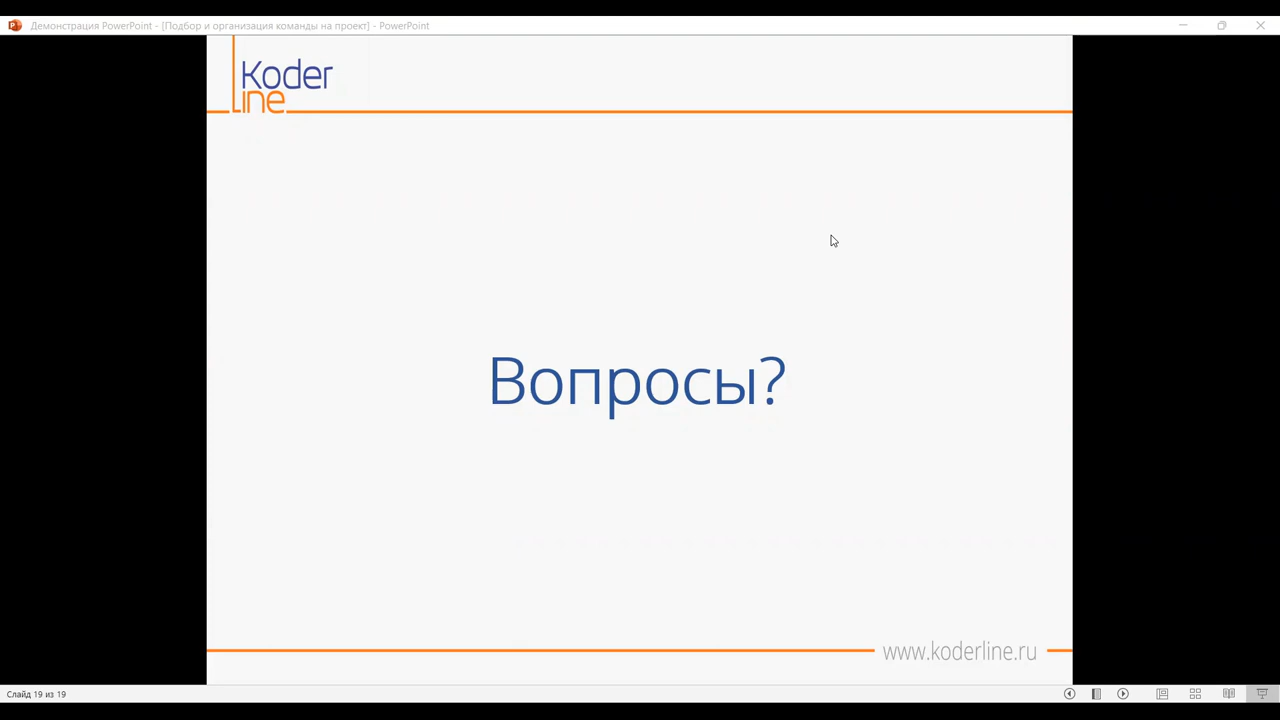 Демонстрация PowerPoint - [Подбор и организация команды на проект] - PowerPoint
Koder
line
Вопросы?
www.koderline.ru
Слайд 19 из 19